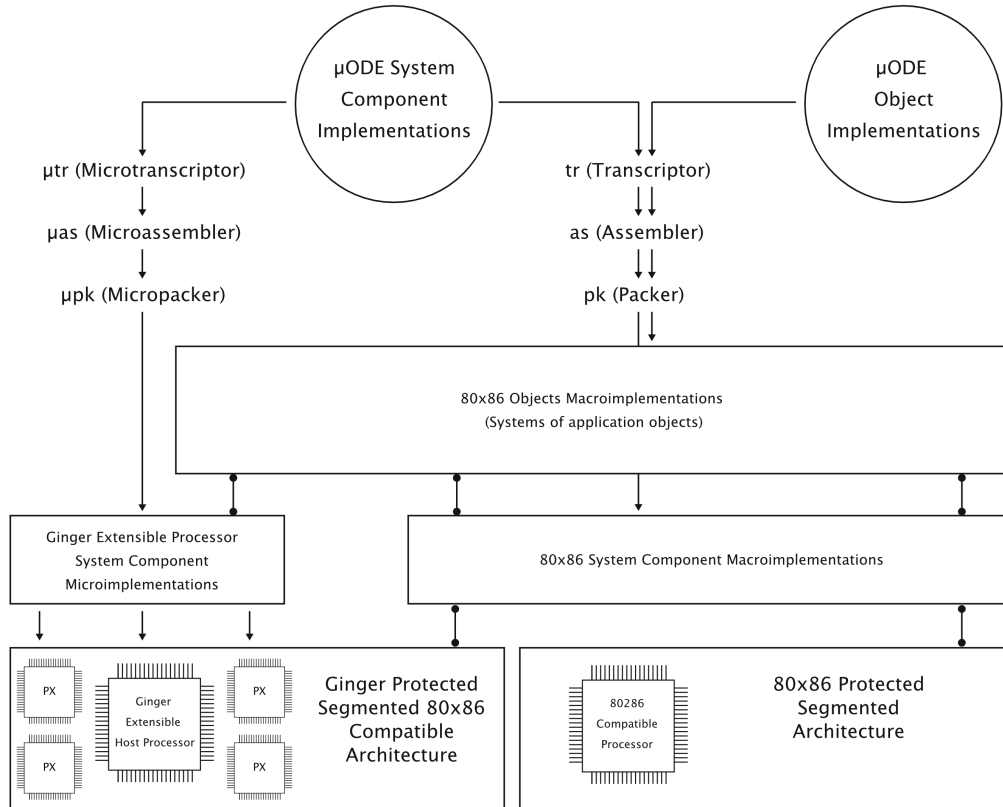 µODE System
Component
Implementations
µODE
Object
Implementations
µtr (Microtranscriptor)
tr (Transcriptor)
µas (Microassembler)
as (Assembler)
µpk (Micropacker)
pk (Packer)
80x86 Objects Macroimplementations
(Systems of application objects)
Ginger Extensible Processor
System Component
Microimplementations
80x86 System Component Macroimplementations
PX
PX
Ginger
Extensible
Host Processor
PX
PX
Ginger Protected
Segmented 80x86
Compatible
Architecture
80286
Compatible
Processor
80x86 Protected
Segmented
Architecture